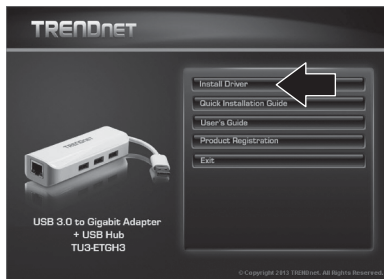 TRENDNET
Install Driver
Quick Installation Guide
User's Guide
Product Registration
Exit
TRENDNET
USB 3.0 to Gigabit Adapter
+ USB Hub
TU3-ETGH3
©Copyright 2013 TRENDnet. All Rights Reserved.